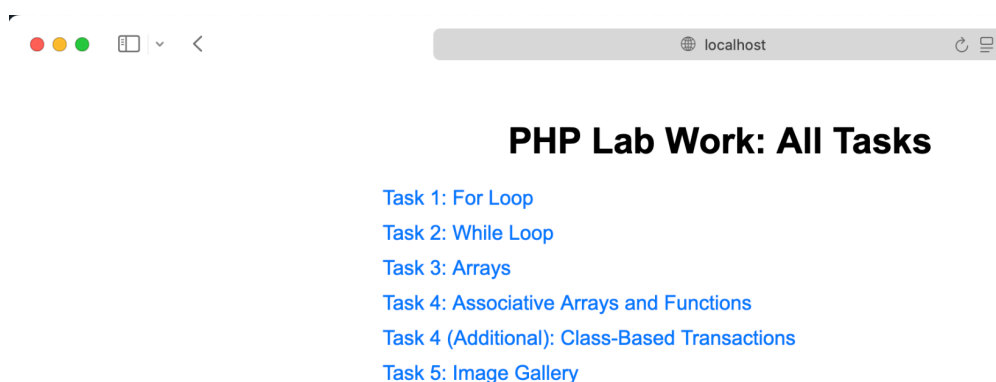 localhost
PHP Lab Work: All Tasks
Task 1: For Loop
Task 2: While Loop
Task 3: Arrays
Task 4: Associative Arrays and Functions
Task 4 (Additional): Class-Based Transactions
Task 5: Image Gallery